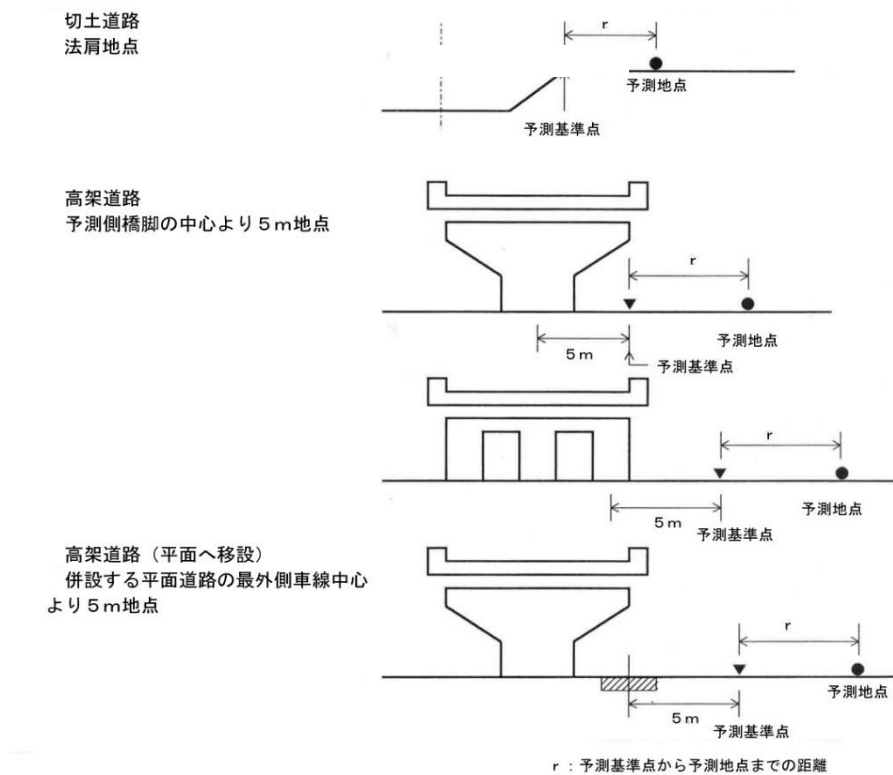 切土道路
法肩地点
r
予測地点
予測基準点
高架道路
予測側橋脚の中心より５ｍ地点
r
予測地点
５ｍ
予測基準点
r
予測地点
５ｍ
予測基準点
高架道路（平面へ移設）
併設する平面道路の最外側車線中心
より５ｍ地点
r
予測地点
５ｍ
予測基準点
r ：予測基準点から予測地点までの距離